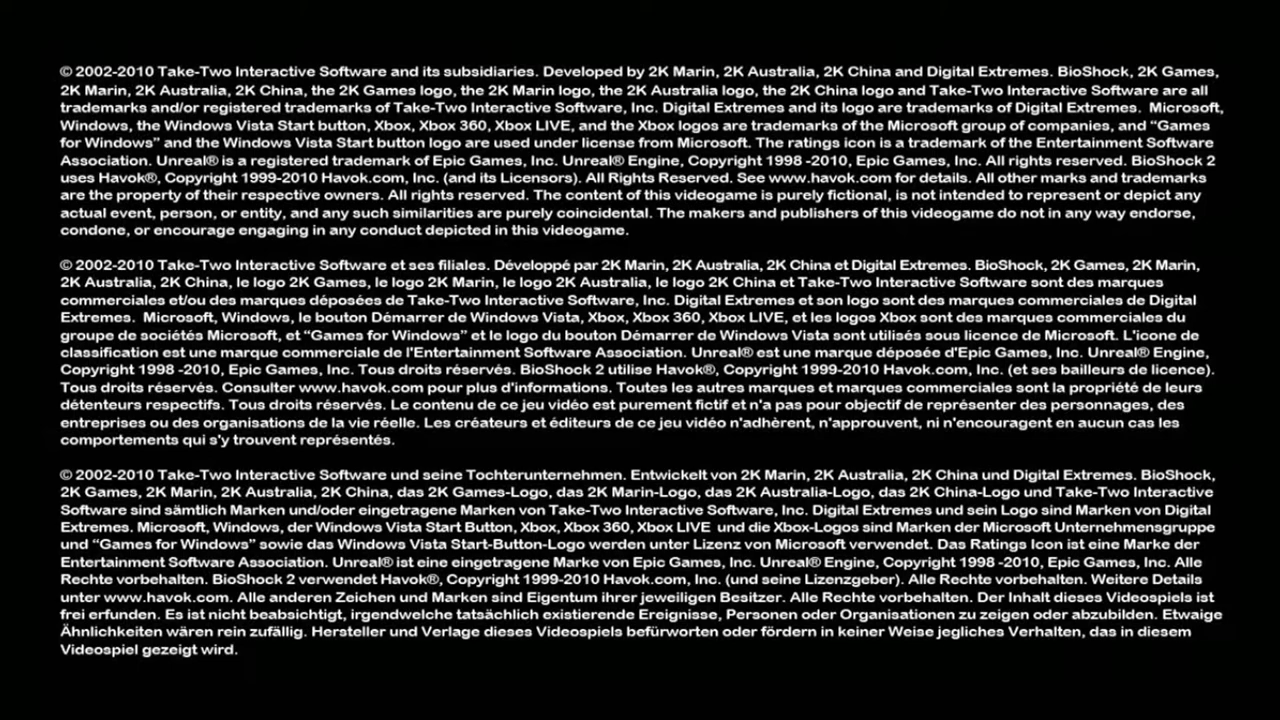 © 2002-2010 Take-Two Interactive Software and its subsidiaries. Developed by 2K Marin, 2K Australia, 2K China and Digital Extremes. BioShock, 2K Games,
2K Marin, 2K Australia, 2K China, the 2K Games logo, the 2K Marin logo, the 2K Australia logo, the 2K China logo and Take-Two Interactive Software are all
trademarks and/or registered trademarks of Take-Two Interactive Software, Inc. Digital Extremes and its logo are trademarks of Digital Extremes.  Microsoft,
Windows, the Windows Vista Start button, Xbox, Xbox 360, Xbox LIVE, and the Xbox logos are trademarks of the Microsoft group of companies, and “Games
for Windows” and the Windows Vista Start button logo are used under license from Microsoft. The ratings icon is a trademark of the Entertainment Software
Association. Unreal® is a registered trademark of Epic Games, Inc. Unreal® Engine, Copyright 1998 -2010, Epic Games, Inc. All rights reserved. BioShock 2
uses Havok®, Copyright 1999-2010 Havok.com, Inc. (and its Licensors). All Rights Reserved. See www.havok.com for details. All other marks and trademarks
are the property of their respective owners. All rights reserved. The content of this videogame is purely fictional, is not intended to represent or depict any
actual event, person, or entity, and any such similarities are purely coincidental. The makers and publishers of this videogame do not in any way endorse,
condone, or encourage engaging in any conduct depicted in this videogame.
© 2002-2010 Take-Two Interactive Software et ses filiales. Développé par 2K Marin, 2K Australia, 2K China et Digital Extremes. BioShock, 2K Games, 2K Marin,
2K Australia, 2K China, le logo 2K Games, le logo 2K Marin, le logo 2K Australia, le logo 2K China et Take-Two Interactive Software sont des marques
commerciales et/ou des marques déposées de Take-Two Interactive Software, Inc. Digital Extremes et son logo sont des marques commerciales de Digital
Extremes.  Microsoft, Windows, le bouton Démarrer de Windows Vista, Xbox, Xbox 360, Xbox LIVE, et les logos Xbox sont des marques commerciales du
groupe de sociétés Microsoft, et “Games for Windows” et le logo du bouton Démarrer de Windows Vista sont utilisés sous licence de Microsoft. L'icone de
classification est une marque commerciale de l'Entertainment Software Association. Unreal® est une marque déposée d'Epic Games, Inc. Unreal® Engine,
Copyright 1998 -2010, Epic Games, Inc. Tous droits réservés. BioShock 2 utilise Havok®, Copyright 1999-2010 Havok.com, Inc. (et ses bailleurs de licence).
Tous droits réservés. Consulter www.havok.com pour plus d'informations. Toutes les autres marques et marques commerciales sont la propriété de leurs
détenteurs respectifs. Tous droits réservés. Le contenu de ce jeu vidéo est purement fictif et n'a pas pour objectif de représenter des personnages, des
entreprises ou des organisations de la vie réelle. Les créateurs et éditeurs de ce jeu vidéo n'adhèrent, n'approuvent, ni n'encouragent en aucun cas les
comportements qui s'y trouvent représentés.
© 2002-2010 Take-Two Interactive Software und seine Tochterunternehmen. Entwickelt von 2K Marin, 2K Australia, 2K China und Digital Extremes. BioShock,
2K Games, 2K Marin, 2K Australia, 2K China, das 2K Games-Logo, das 2K Marin-Logo, das 2K Australia-Logo, das 2K China-Logo und Take-Two Interactive
Software sind sämtlich Marken und/oder eingetragene Marken von Take-Two Interactive Software, Inc. Digital Extremes und sein Logo sind Marken von Digital
Extremes. Microsoft, Windows, der Windows Vista Start Button, Xbox, Xbox 360, Xbox LIVE  und die Xbox-Logos sind Marken der Microsoft Unternehmensgruppe
und “Games for Windows” sowie das Windows Vista Start-Button-Logo werden unter Lizenz von Microsoft verwendet. Das Ratings Icon ist eine Marke der
Entertainment Software Association. Unreal® ist eine eingetragene Marke von Epic Games, Inc. Unreal® Engine, Copyright 1998 -2010, Epic Games, Inc. Alle
Rechte vorbehalten. BioShock 2 verwendet Havok®, Copyright 1999-2010 Havok.com, Inc. (und seine Lizenzgeber). Alle Rechte vorbehalten. Weitere Details
unter www.havok.com. Alle anderen Zeichen und Marken sind Eigentum ihrer jeweiligen Besitzer. Alle Rechte vorbehalten. Der Inhalt dieses Videospiels ist
frei erfunden. Es ist nicht beabsichtigt, irgendwelche tatsächlich existierende Ereignisse, Personen oder Organisationen zu zeigen oder abzubilden. Etwaige
Ähnlichkeiten wären rein zufällig. Hersteller und Verlage dieses Videospiels befürworten oder fördern in keiner Weise jegliches Verhalten, das in diesem
Videospiel gezeigt wird.